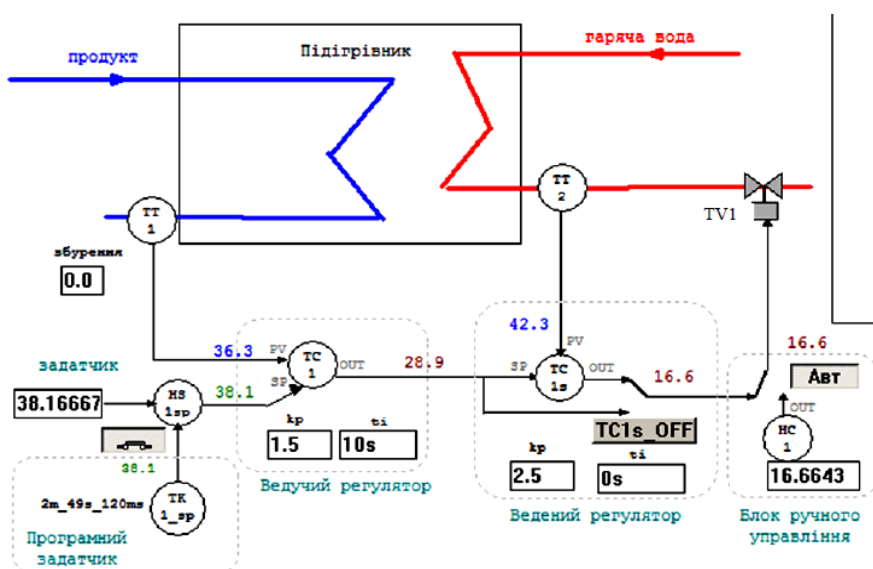 продукт
Підігрівник
гаряча вода
TT
1
TT
2
TV1
збурення
0.0
36.3
PV
TC
1
OUT
28.9
SP
42.3
PV
SP
TC
1s
OUT
16.6
16.6
Авт
OUT
HC
1
16.6643
задатчик
38.16667
HS
1sp
38.1
38.1
kp
1.5
ti
10s
TC1s_OFF
kp
2.5
ti
0s
2m_49s_120ms
TK
1_sp
Програмний
задатчик
Ведучий регулятор
Ведений регулятор
Блок ручного
управління